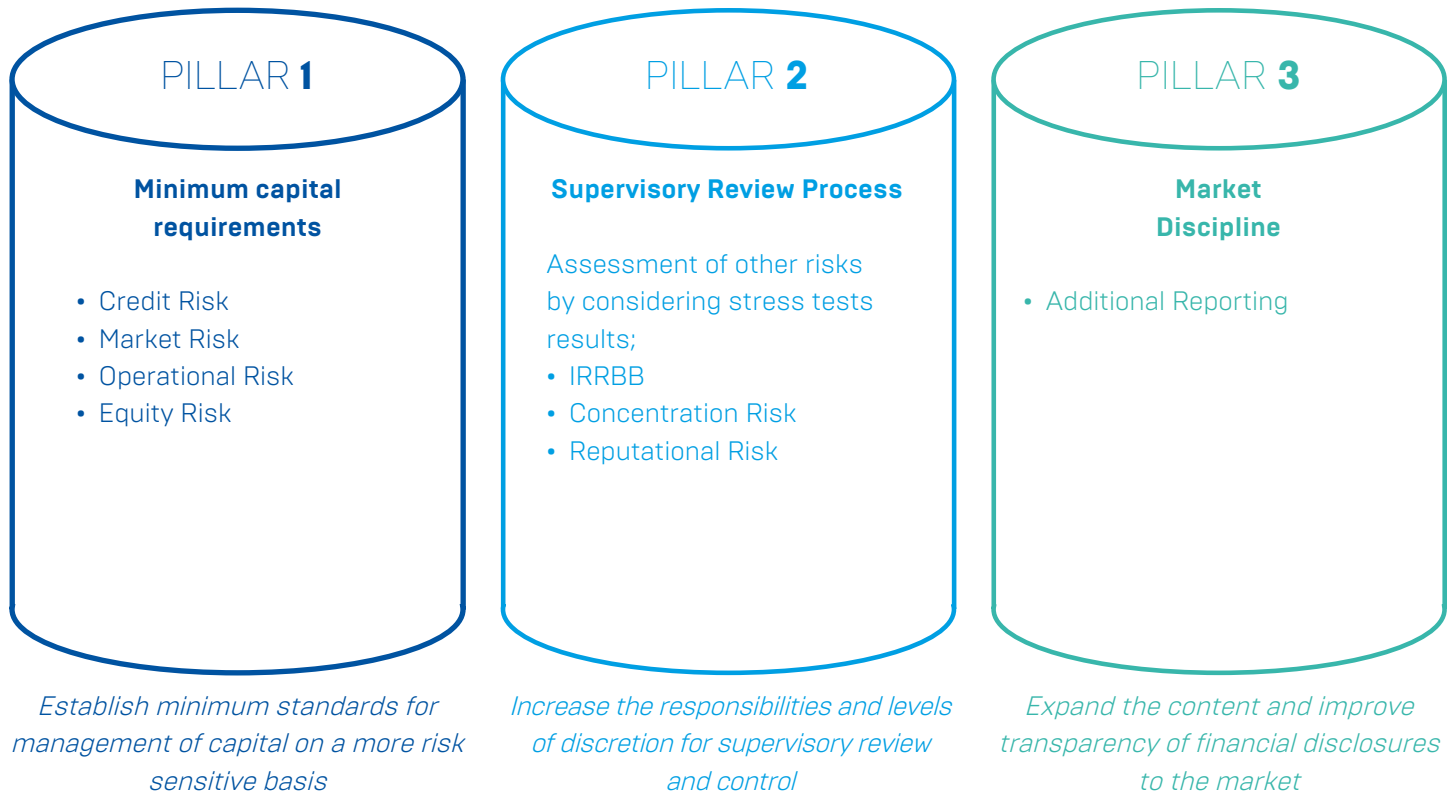 PILLAR 1
Minimum capital
requirements
• Credit Risk
• Market Risk
• Operational Risk
• Equity Risk
Establish minimum standards for
management of capital on a more risk
sensitive basis
PILLAR 2
Supervisory Review Process
Assessment of other risks
by considering stress tests
results;
• IRRBB
• Concentration Risk
• Reputational Risk
Increase the responsibilities and levels
of discretion for supervisory review
and control
PILLAR 3
Market
Discipline
• Additional Reporting
Expand the content and improve
transparency of financial disclosures
to the market